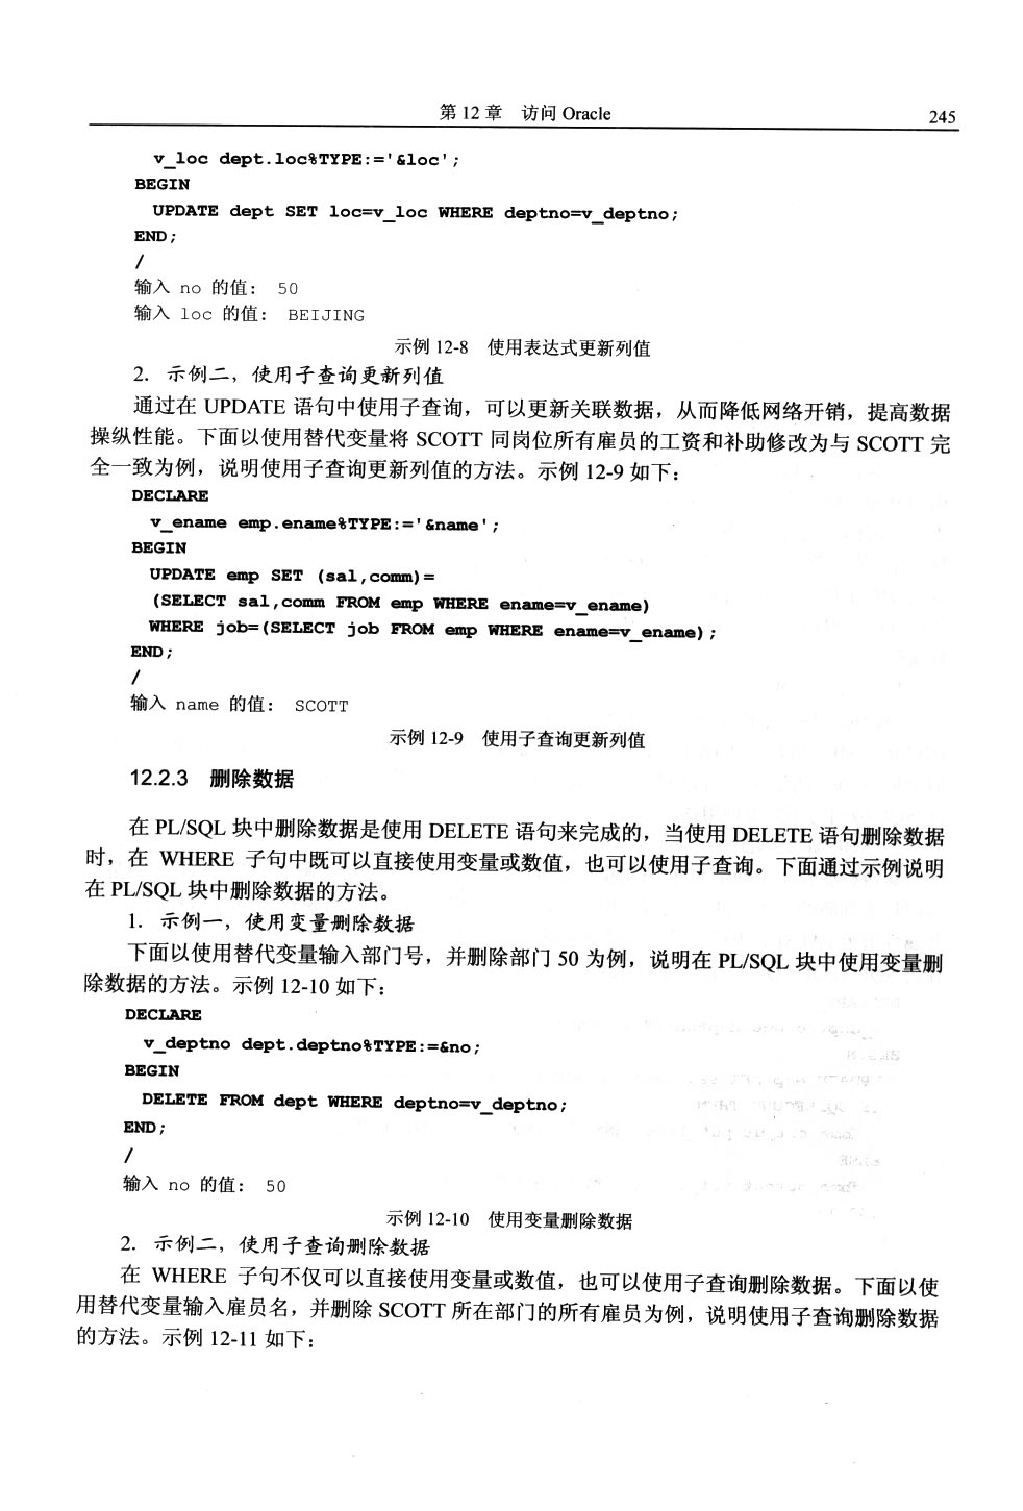 第 12 章　访问 Oracle
245
v_loc dept.loc%TYPE:='&loc';
BEGIN
UPDATE dept SET loc=v_loc WHERE deptno=v_deptno;
END;
/
输入 no 的值： 50
输入 loc 的值： BEIJING
示例 12-8　使用表达式更新列值
2．示例二，使用子查询更新列值
通过在 UPDATE 语句中使用子查询，可以更新关联数据，从而降低网络开销，提高数据
操纵性能。下面以使用替代变量将 SCOTT 同岗位所有雇员的工资和补助修改为与 SCOTT 完
全一致为例，说明使用子查询更新列值的方法。示例 12-9 如下：
DECLARE
v_ename emp.ename%TYPE:='&name';
BEGIN
UPDATE emp SET (sal,comm)=
(SELECT sal,comm FROM emp WHERE ename=v_ename)
WHERE job=(SELECT job FROM emp WHERE ename=v_ename);
END;
/
输入 name 的值： SCOTT
示例 12-9　使用子查询更新列值
12.2.3　删除数据
在 PL/SQL 块中删除数据是使用 DELETE 语句来完成的，当使用 DELETE 语句删除数据
时，在 WHERE 子句中既可以直接使用变量或数值，也可以使用子查询。下面通过示例说明
在 PL/SQL 块中删除数据的方法。
1．示例一，使用变量删除数据
下面以使用替代变量输入部门号，并删除部门 50 为例，说明在 PL/SQL 块中使用变量删
除数据的方法。示例 12-10 如下：
DECLARE
v_deptno dept.deptno%TYPE:=&no;
BEGIN
DELETE FROM dept WHERE deptno=v_deptno;
END;
/
输入 no 的值： 50
示例 12-10　使用变量删除数据
2．示例二，使用子查询删除数据
在 WHERE 子句不仅可以直接使用变量或数值，也可以使用子查询删除数据。下面以使
用替代变量输入雇员名，并删除 SCOTT 所在部门的所有雇员为例，说明使用子查询删除数据
的方法。示例 12-11 如下：